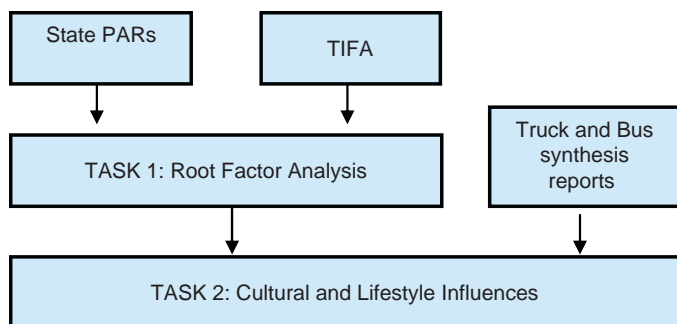 State PARs
TIFA
TASK 1: Root Factor Analysis
Truck and Bus
synthesis
reports
TASK 2: Cultural and Lifestyle Influences